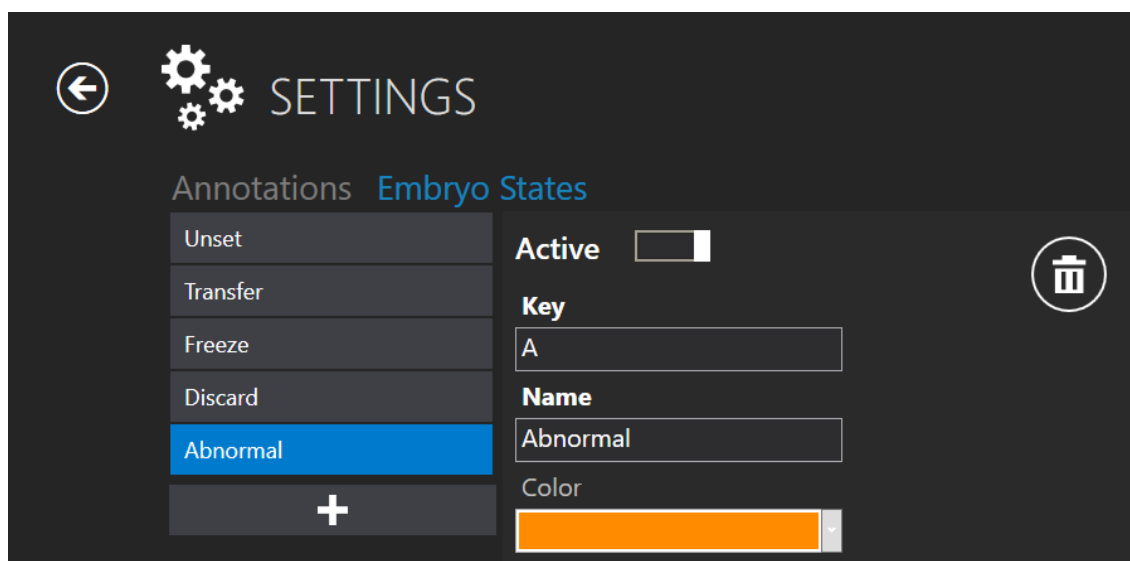 SETTINGS
Annotations Embryo States
Unset
Transfer
Freeze
Discard
Abnormal
Active
Key
A
Name
Abnormal
Color